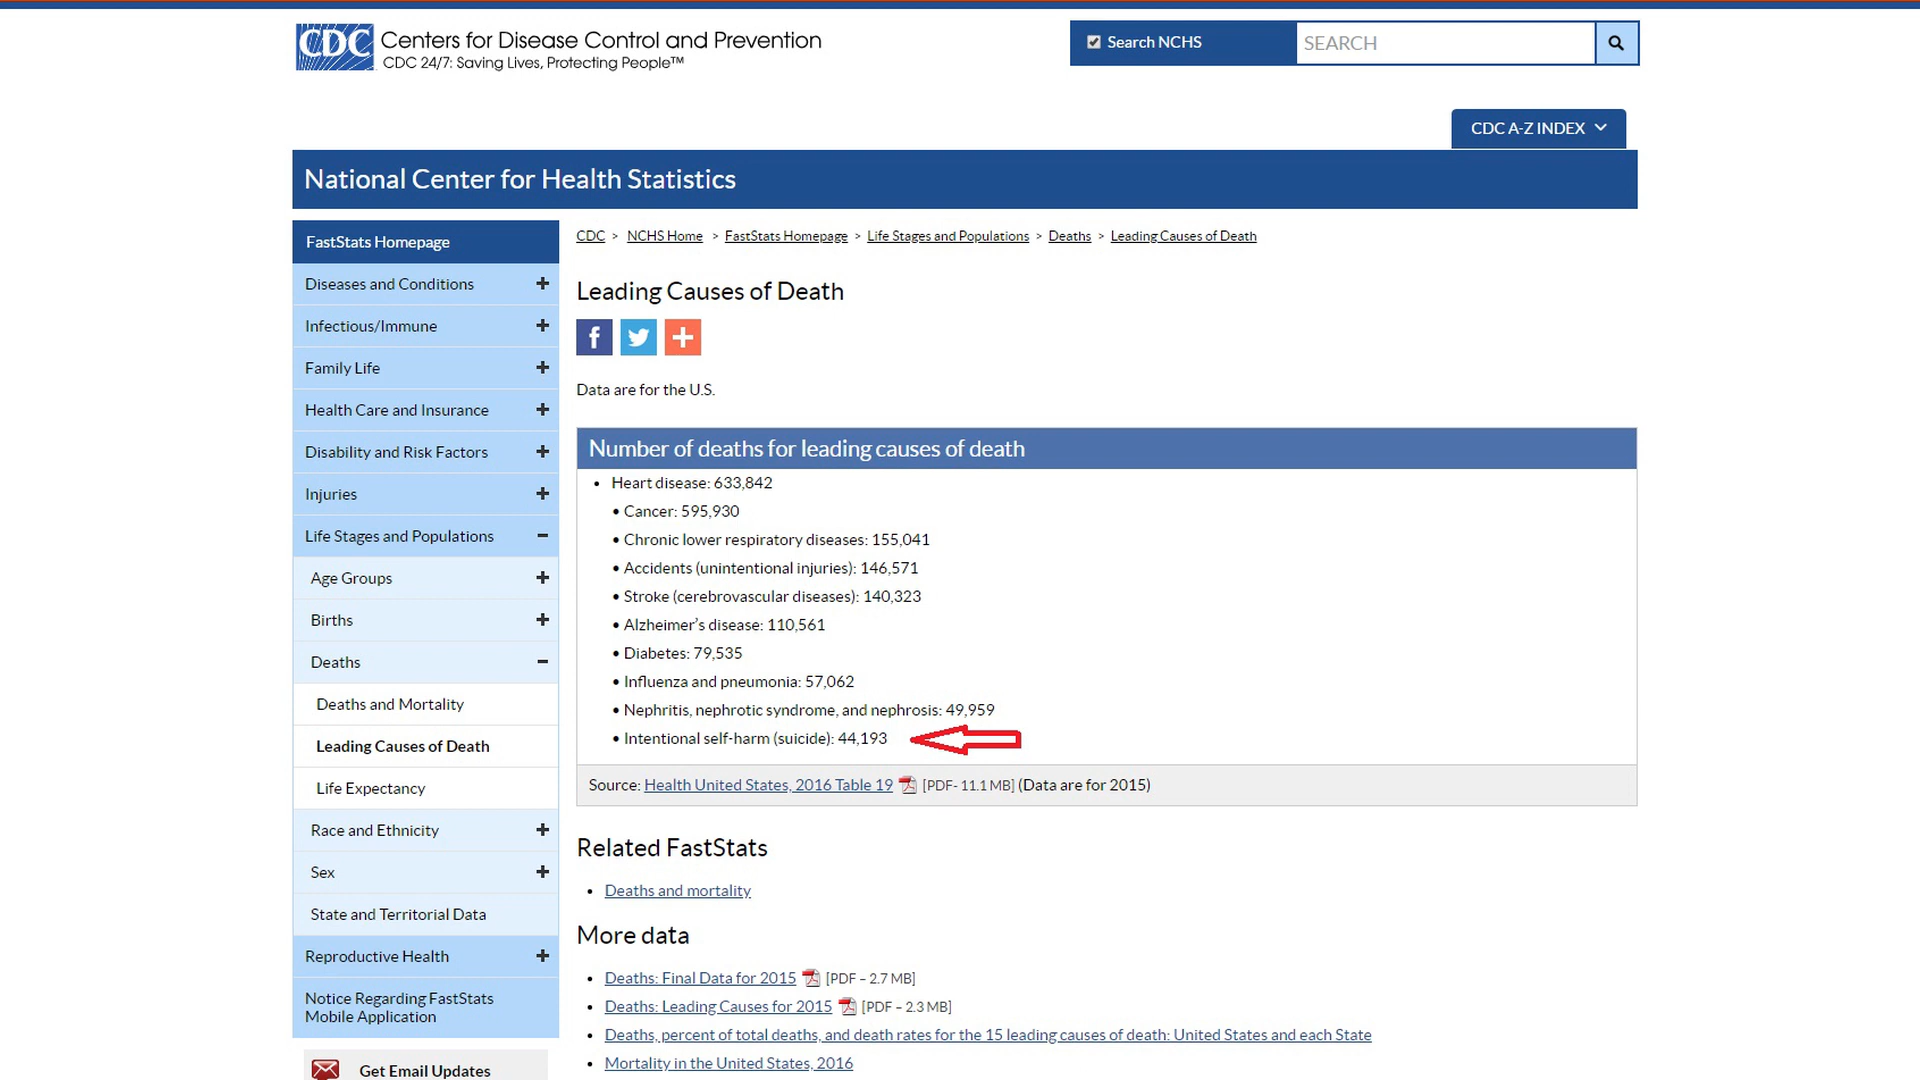 CDC Centers for Disease Control and Prevention
CDC 24/7: Saving Lives, Protecting People™
Search NCHS
SEARCH
CDC A-Z INDEX
National Center for Health Statistics
FastStats Homepage
Diseases and Conditions
Infectious/Immune
Family Life
Health Care and Insurance
Disability and Risk Factors
Injuries
Life Stages and Populations
Age Groups
Births
Deaths
Deaths and Mortality
Leading Causes of Death
Life Expectancy
Race and Ethnicity
Sex
State and Territorial Data
Reproductive Health
Notice Regarding FastStats
Mobile Application
Get Email Updates
CDC > NCHS Home > FastStats Homepage > Life Stages and Populations > Deaths > Leading Causes of Death
Leading Causes of Death
Data are for the U.S.
Number of deaths for leading causes of death
• Heart disease: 633,842
• Cancer: 595,930
• Chronic lower respiratory diseases: 155,041
• Accidents (unintentional injuries): 146,571
• Stroke (cerebrovascular diseases): 140,323
• Alzheimer’s disease: 110,561
• Diabetes: 79,535
• Influenza and pneumonia: 57,062
• Nephritis, nephrotic syndrome, and nephrosis: 49,959
• Intentional self-harm (suicide): 44,193
Source: Health United States, 2016 Table 19 [PDF- 11.1 MB] (Data are for 2015)
Related FastStats
• Deaths and mortality
More data
• Deaths: Final Data for 2015 [PDF – 2.7 MB]
• Deaths: Leading Causes for 2015 [PDF – 2.3 MB]
• Deaths, percent of total deaths, and death rates for the 15 leading causes of death: United States and each State
• Mortality in the United States, 2016